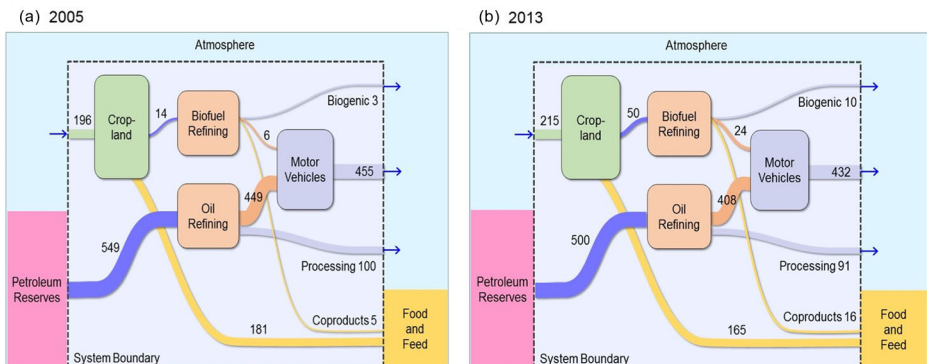 (a) 2005
Atmosphere
196
Crop-
land
14
Biofuel
Refining
6
Biogenic 3
Motor
Vehicles
455
449
Oil
Refining
549
Processing 100
Petroleum
Reserves
181
Coproducts 5
Food
and
Feed
System Boundary
(b) 2013
Atmosphere
215
Crop-
land
50
Biofuel
Refining
24
Biogenic 10
Motor
Vehicles
432
408
Oil
Refining
500
Processing 91
Petroleum
Reserves
165
Coproducts 16
Food
and
Feed
System Boundary